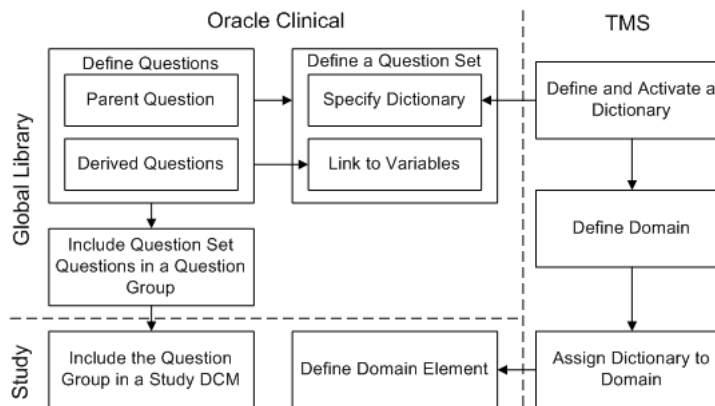 Oracle Clinical
TMS
Global Library
Define Questions
Parent Question
Derived Questions
Define a Question Set
Specify Dictionary
Link to Variables
Define and Activate a
Dictionary
Include Question Set
Questions in a Question
Group
Define Domain
Study
Include the Question
Group in a Study DCM
Define Domain Element
Assign Dictionary to
Domain